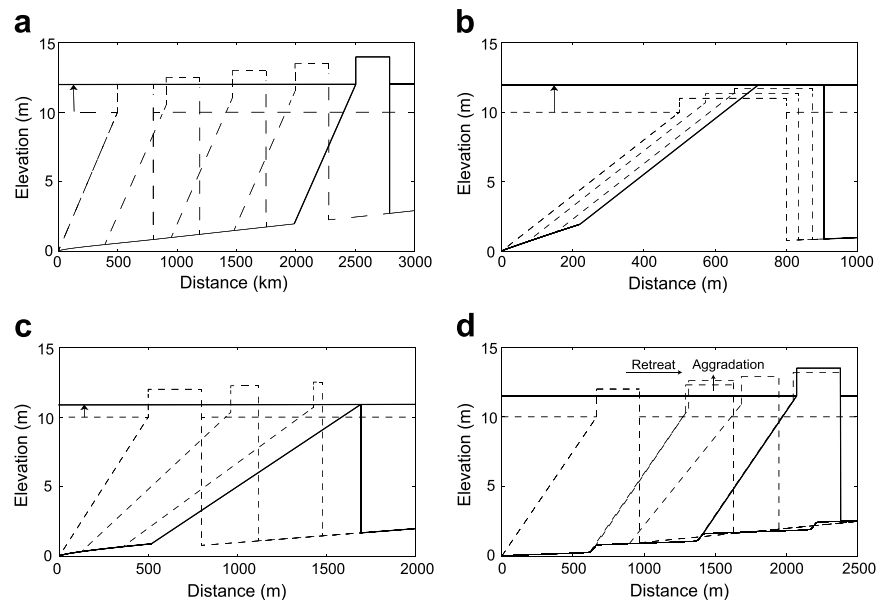 a
15
10
5
0
Elevation (m)
0 500 1000 1500 2000 2500 3000
Distance (km)
b
15
10
5
0
Elevation (m)
0 200 400 600 800 1000
Distance (m)
c
15
10
5
0
Elevation (m)
0 500 1000 1500 2000
Distance (m)
d
15
10
5
0
Elevation (m)
Retreat Aggradation
0 500 1000 1500 2000 2500
Distance (m)